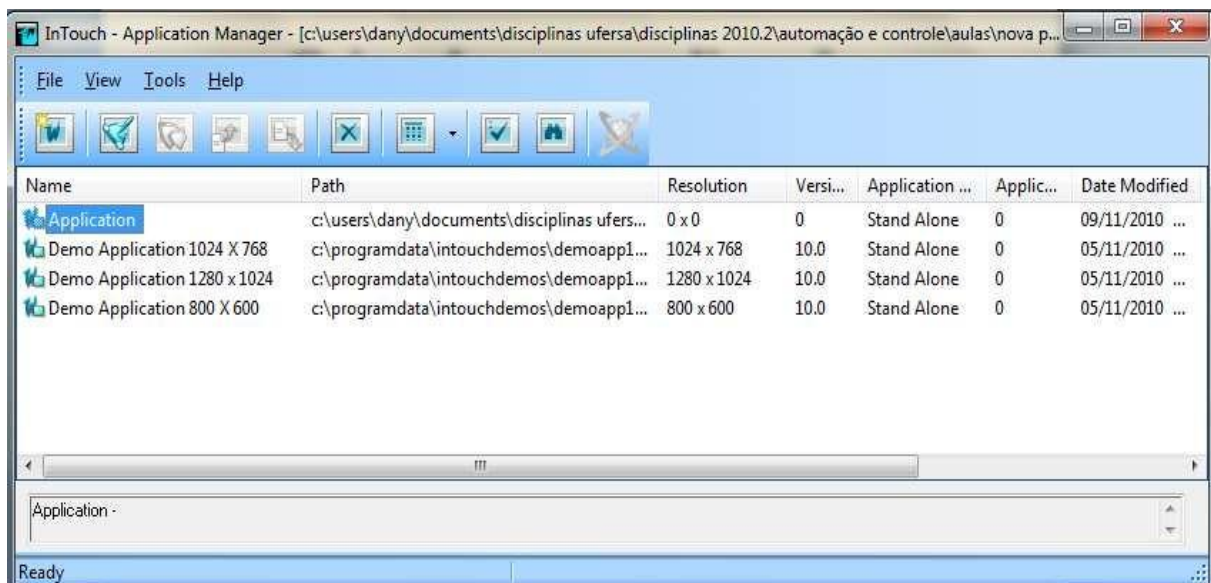 InTouch - Application Manager - [c:\users\dany\documents\disciplinas ufersa\disciplinas 2010.2\automação e controle\aulas\nova p...
File View Tools Help
Name Path Resolution Versi... Application ... Applic... Date Modified
Application c:\users\dany\documents\disciplinas ufers... 0 x 0 0 Stand Alone 0 09/11/2010 ...
Demo Application 1024 X 768 c:\programdata\intouchdemos\demoapp1... 1024 x 768 10.0 Stand Alone 0 05/11/2010 ...
Demo Application 1280 x 1024 c:\programdata\intouchdemos\demoapp1... 1280 x 1024 10.0 Stand Alone 0 05/11/2010 ...
Demo Application 800 X 600 c:\programdata\intouchdemos\demoapp1... 800 x 600 10.0 Stand Alone 0 05/11/2010 ...
Application -
Ready